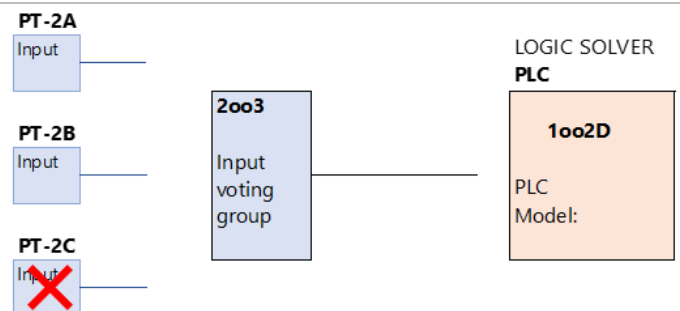 PT-2A
Input
PT-2B
Input
PT-2C
Input
2oo3
Input
voting
group
LOGIC SOLVER
PLC
1oo2D
PLC
Model: